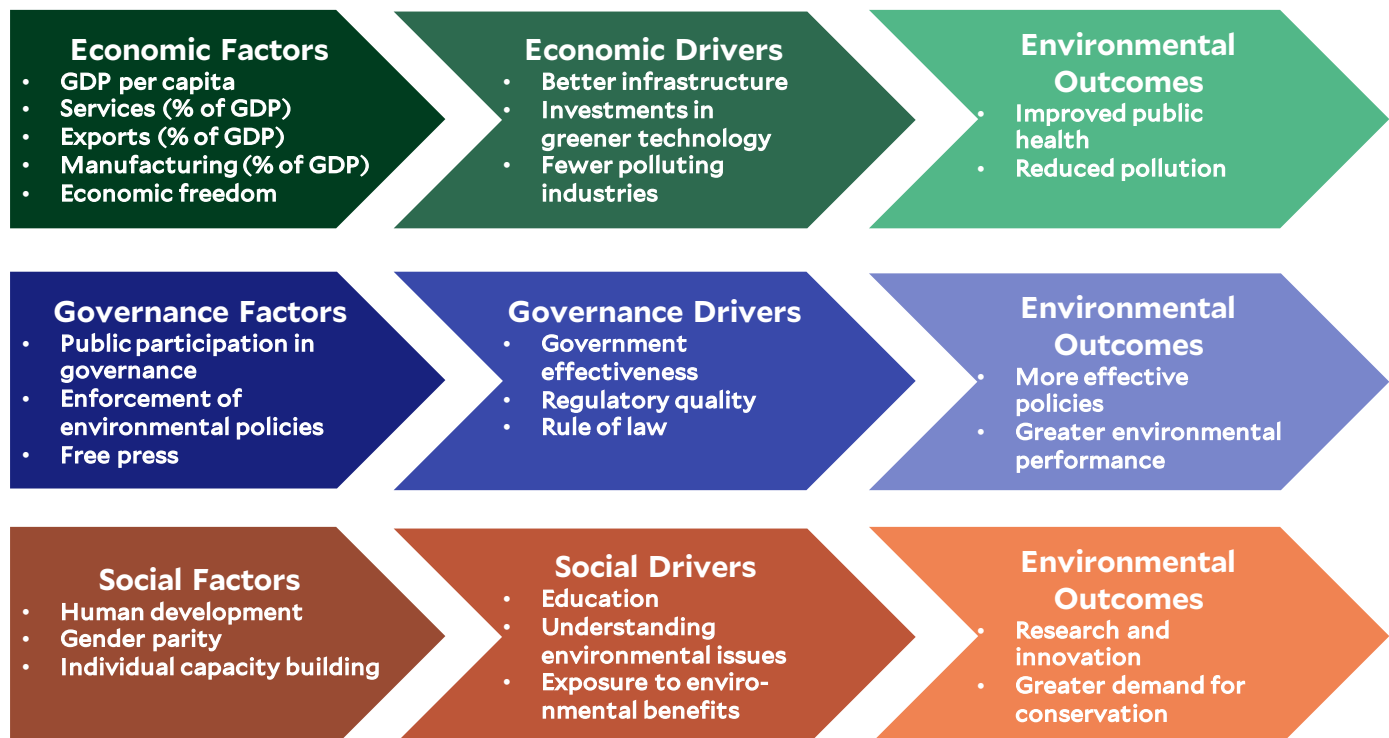 Economic Factors
• GDP per capita
• Services (% of GDP)
• Exports (% of GDP)
• Manufacturing (% of GDP)
• Economic freedom
Economic Drivers
• Better infrastructure
• Investments in
greener technology
• Fewer polluting
industries
Environmental
Outcomes
• Improved public
health
• Reduced pollution
Governance Factors
• Public participation in
governance
• Enforcement of
environmental policies
• Free press
Governance Drivers
• Government
effectiveness
• Regulatory quality
• Rule of law
Environmental
Outcomes
• More effective
policies
• Greater environmental
performance
Social Factors
• Human development
• Gender parity
• Individual capacity building
Social Drivers
• Education
• Understanding
environmental issues
• Exposure to enviro-
nmental benefits
Environmental
Outcomes
• Research and
innovation
• Greater demand for
conservation